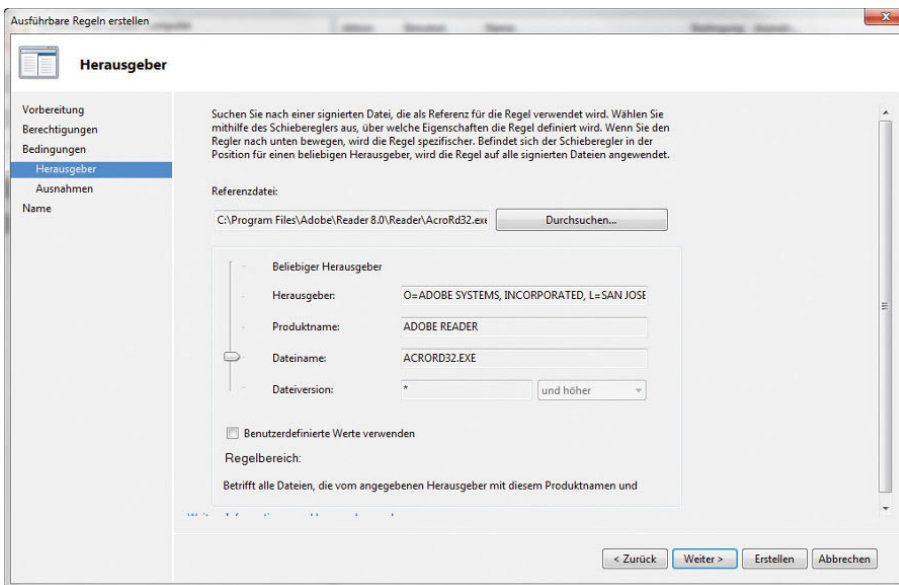 Ausführbare Regeln erstellen
Herausgeber
Vorbereitung
Berechtigungen
Bedingungen
Herausgeber
Ausnahmen
Name
Suchen Sie nach einer signierten Datei, die als Referenz für die Regel verwendet wird. Wählen Sie
mithilfe des Schiebereglers aus, über welche Eigenschaften die Regel definiert wird. Wenn Sie den
Regler nach unten bewegen, wird die Regel spezifischer. Befindet sich der Schieberegler in der
Position für einen beliebigen Herausgeber, wird die Regel auf alle signierten Dateien angewendet.
Referenzdatei:
C:\Program Files\Adobe\Reader 8.0\Reader\AcroRd32.exe Durchsuchen...
Beliebiger Herausgeber
Herausgeber: O=ADOBE SYSTEMS, INCORPORATED, L=SAN JOSE
Produktname: ADOBE READER
Dateiname: ACRORD32.EXE
Dateiversion: * und höher
Benutzerdefinierte Werte verwenden
Regelbereich:
Betrifft alle Dateien, die vom angegebenen Herausgeber mit diesem Produktnamen und
< Zurück Weiter > Erstellen Abbrechen